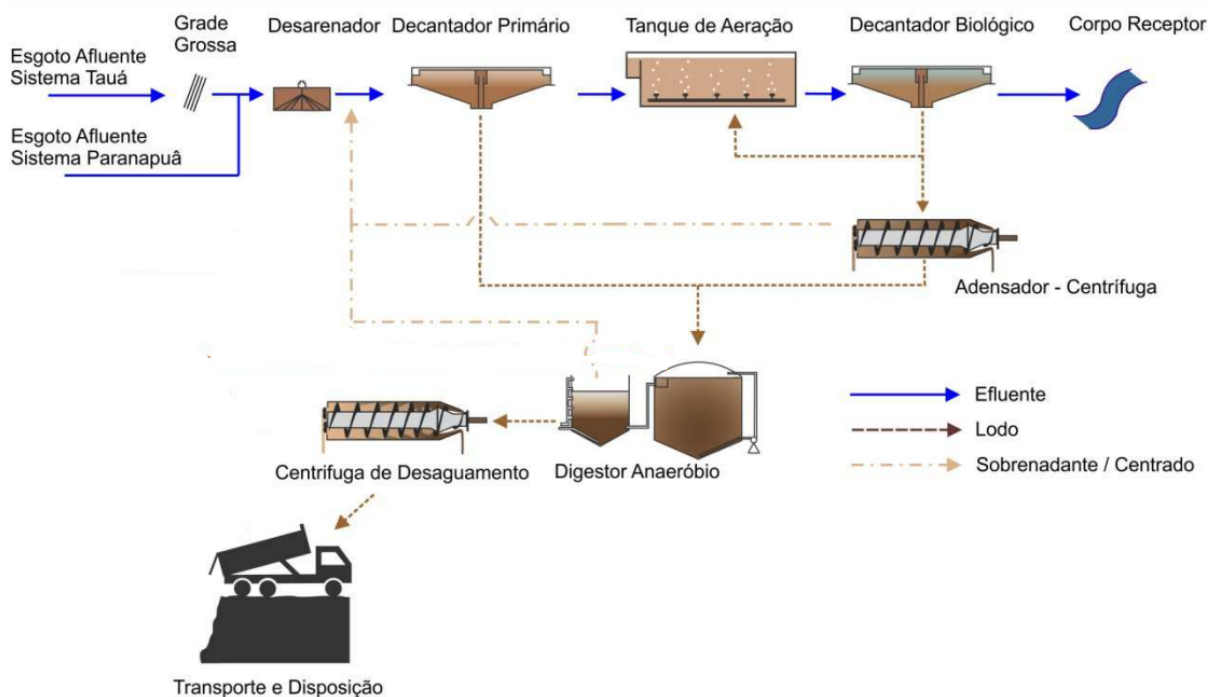 Grade
Grossa
Desarenador
Decantador Primário
Tanque de Aeração
Decantador Biológico
Corpo Receptor
Esgoto Afluente
Sistema Tauá
Esgoto Afluente
Sistema Paranapuâ
Adensador - Centrífuga
Efluente
Lodo
Sobrenadante / Centrado
Centrifuga de Desaguamento
Digestor Anaeróbio
Transporte e Disposição